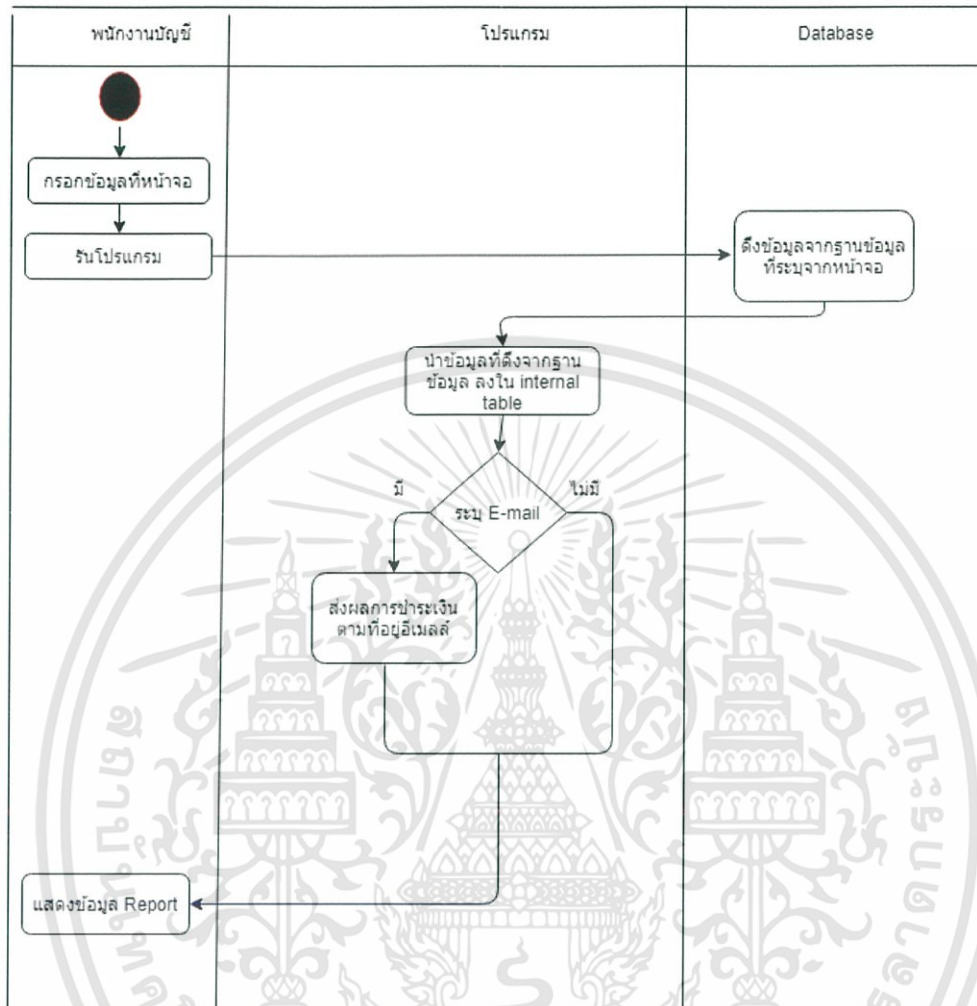 พนักงานบัญชี
โปรแกรม
Database
กรอกข้อมูลที่หน้าจอ
รันโปรแกรม
ดึงข้อมูลจากฐานข้อมูล
ที่ระบุจากหน้าจอ
นำข้อมูลที่ดึงจากฐาน
ข้อมูล ลงใน internal
table
มี
ไม่มี
ระบุ E-mail
ส่งผลการชำระเงิน
ตามที่อยู่อีเมลล์
แสดงข้อมูล Report